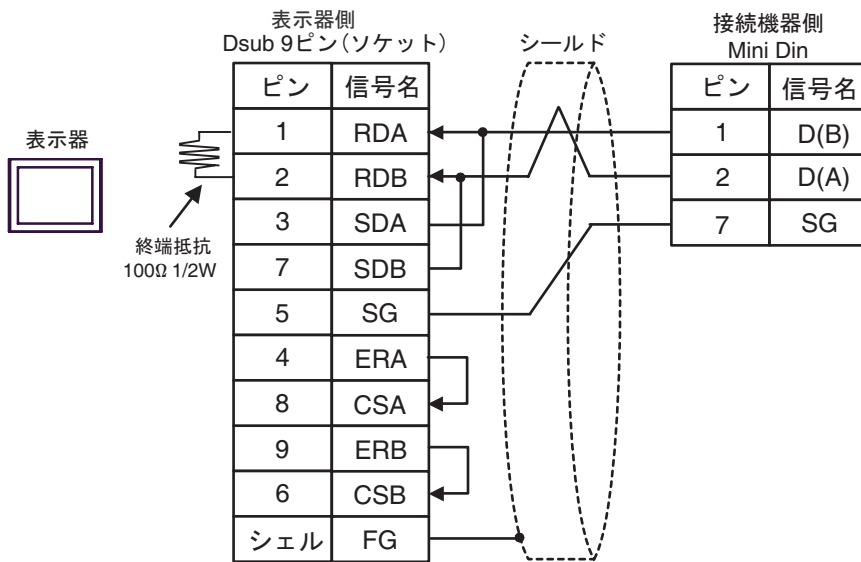 表示器側
Dsub 9ピン(ソケット)
シールド
接続機器側
Mini Din
表示器
終端抵抗
100Ω 1/2W
ピン 信号名
1 RDA
2 RDB
3 SDA
7 SDB
5 SG
4 ERA
8 CSA
9 ERB
6 CSB
シェル FG
ピン 信号名
1 D(B)
2 D(A)
7 SG